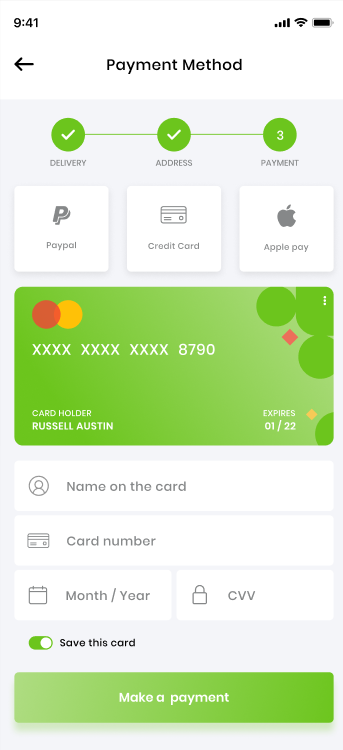 9:41
Payment Method
3
DELIVERY ADDRESS PAYMENT
Paypal Credit Card Apple pay
XXXX XXXX XXXX 8790
CARD HOLDER EXPIRES
RUSSELL AUSTIN 01 / 22
Name on the card
Card number
Month / Year CVV
Save this card
Make a payment